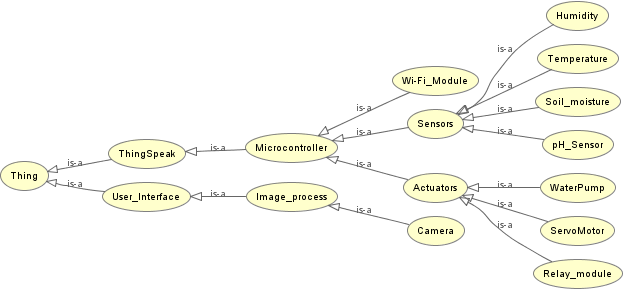 Humidity
is-a
Temperature
is-a
Wi-Fi_Module
is-a
Soil_moisture
is-a
Sensors
is-a
is-a
pH_Sensor
is-a
Thing
is-a
ThingSpeak
is-a
Microcontroller
is-a
User_Interface
is-a
Image_process
is-a
Actuators
is-a
WaterPump
is-a
Camera
is-a
ServoMotor
is-a
Relay_module